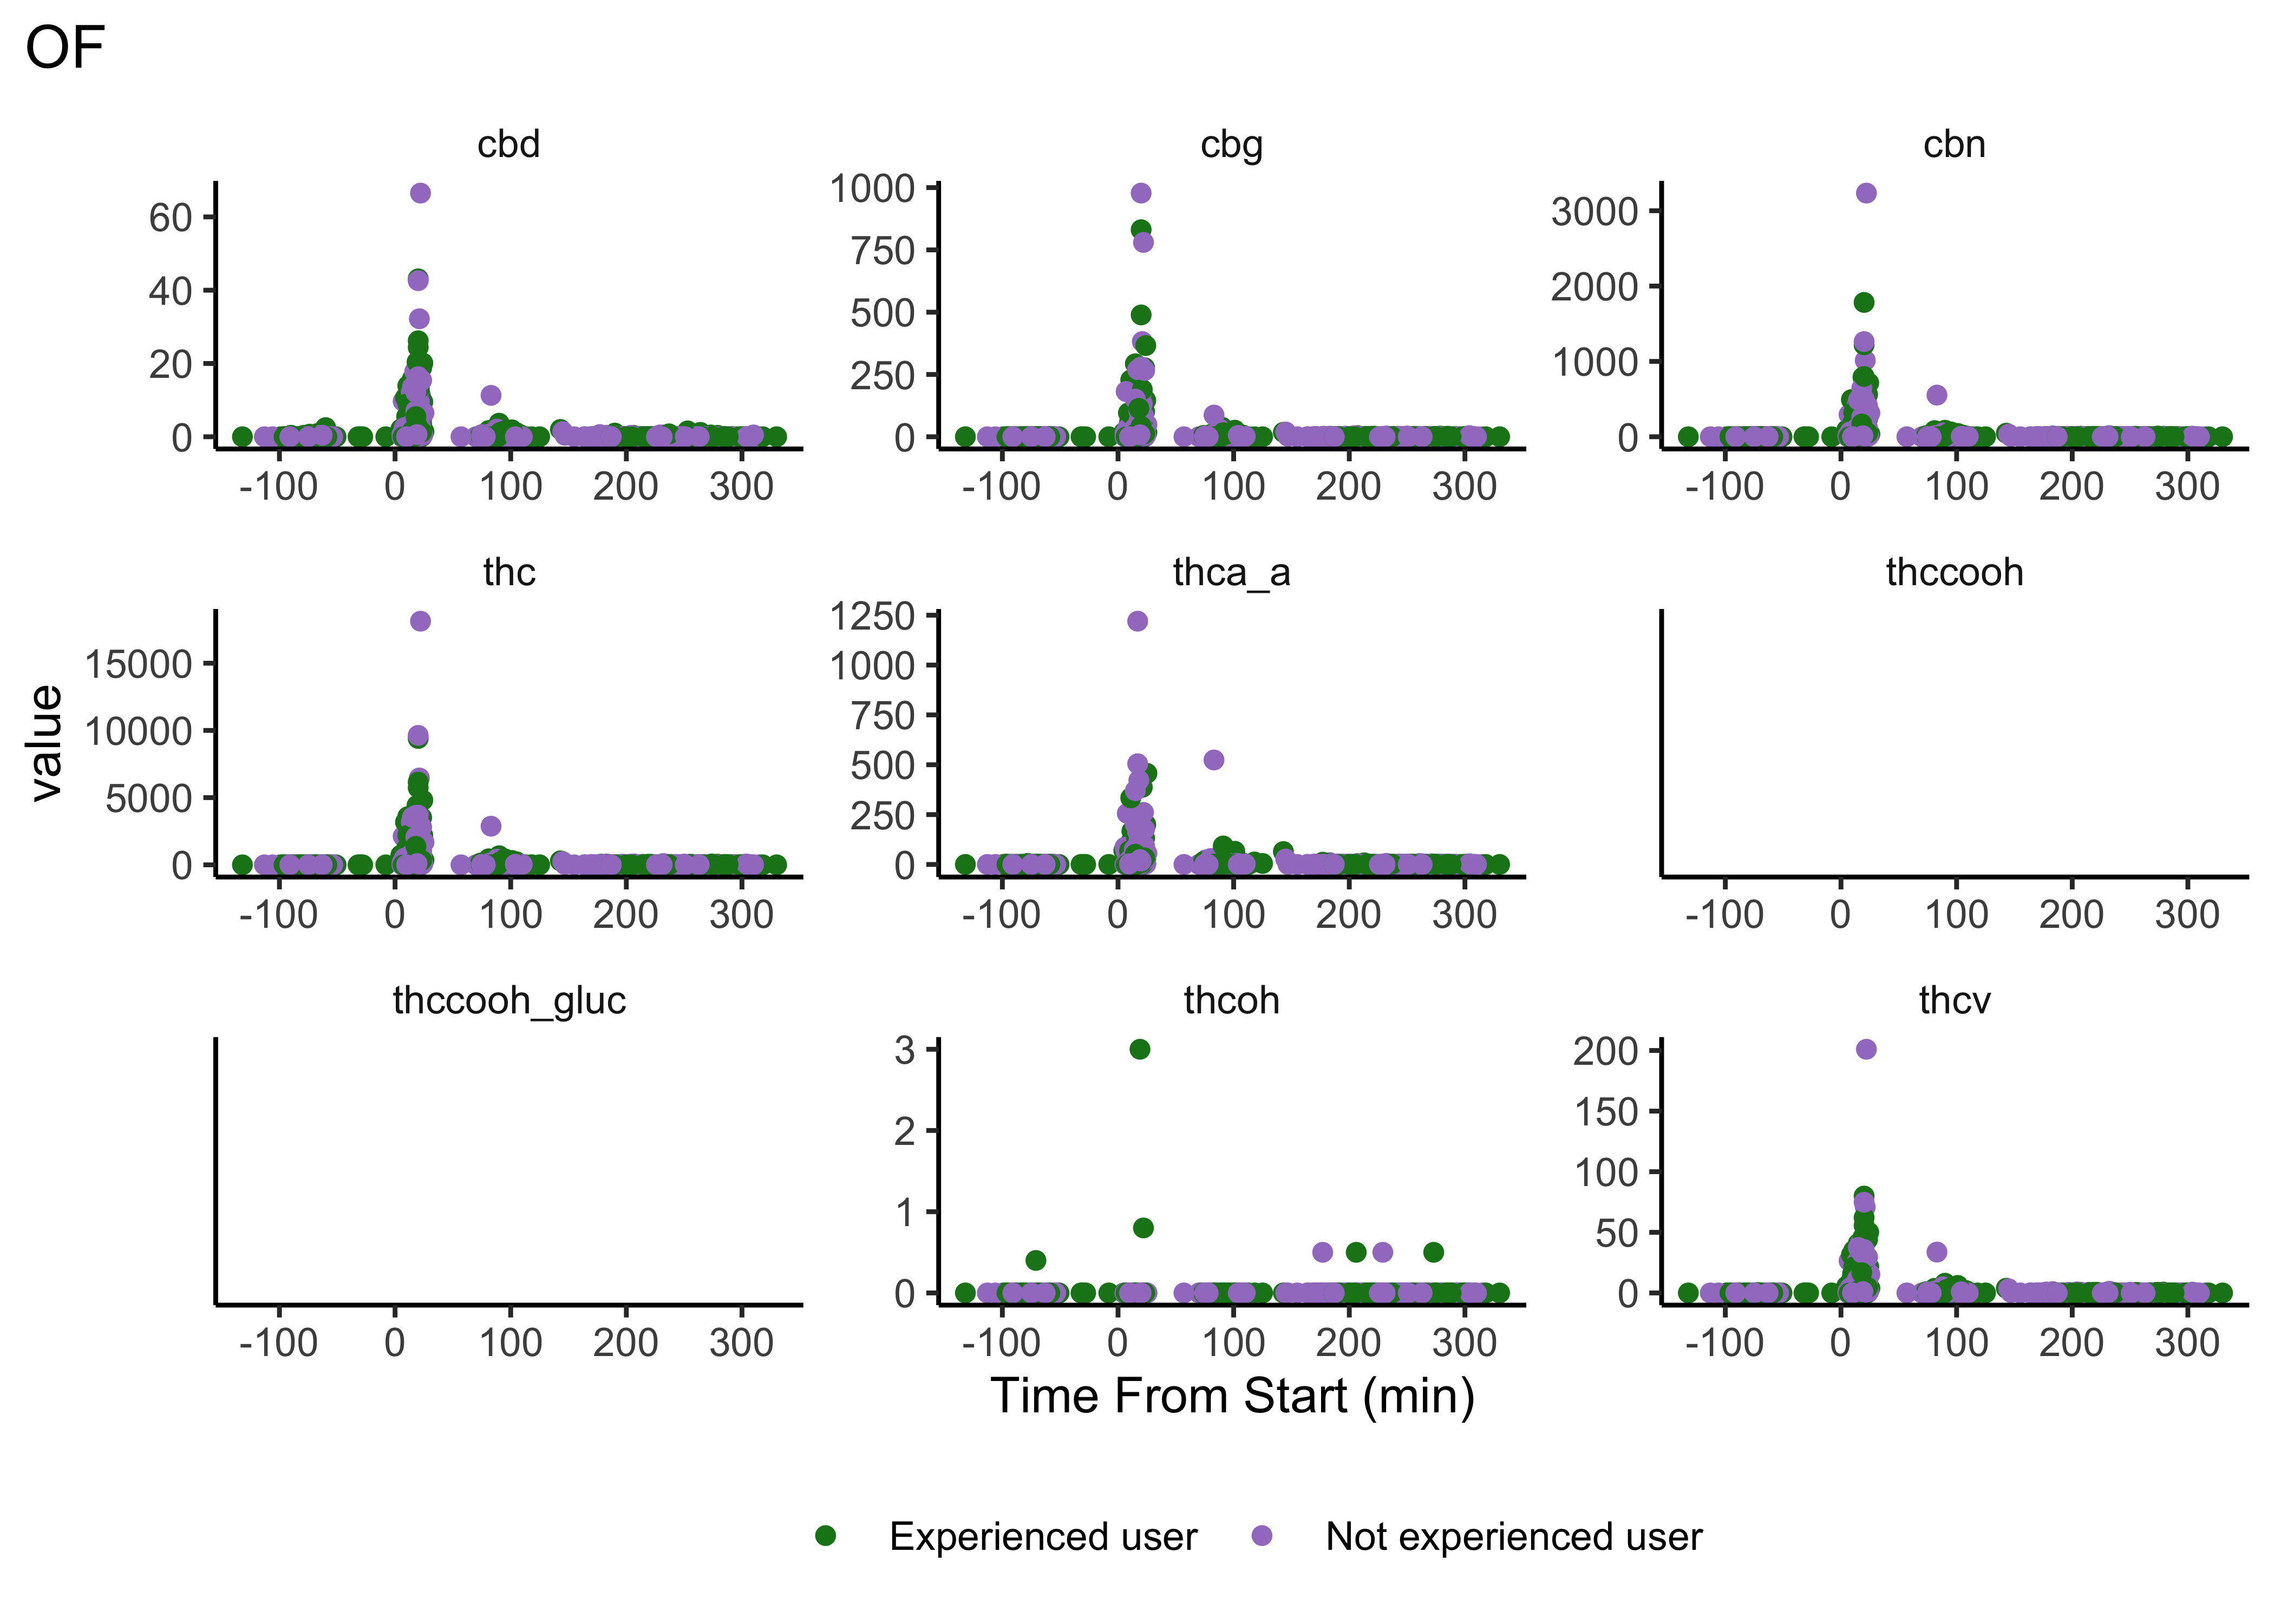 OF
cbd cbg cbn
60 1000 3000
40 750 2000
20 500 1000
0 250 0
0
-100 0 100 200 300 -100 0 100 200 300 -100 0 100 200 300
thc thca_a thccooh
value
15000 1250
10000 1000
5000 750
0 500
250
0
-100 0 100 200 300 -100 0 100 200 300 -100 0 100 200 300
thccooh_gluc thcoh thcv
3 200
2 150
1 100
0 50
0
-100 0 100 200 300 -100 0 100 200 300 -100 0 100 200 300
Time From Start (min)
Experienced user Not experienced user